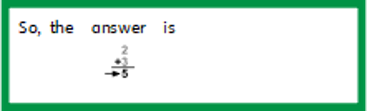 So, the answer is
2
+3
→5